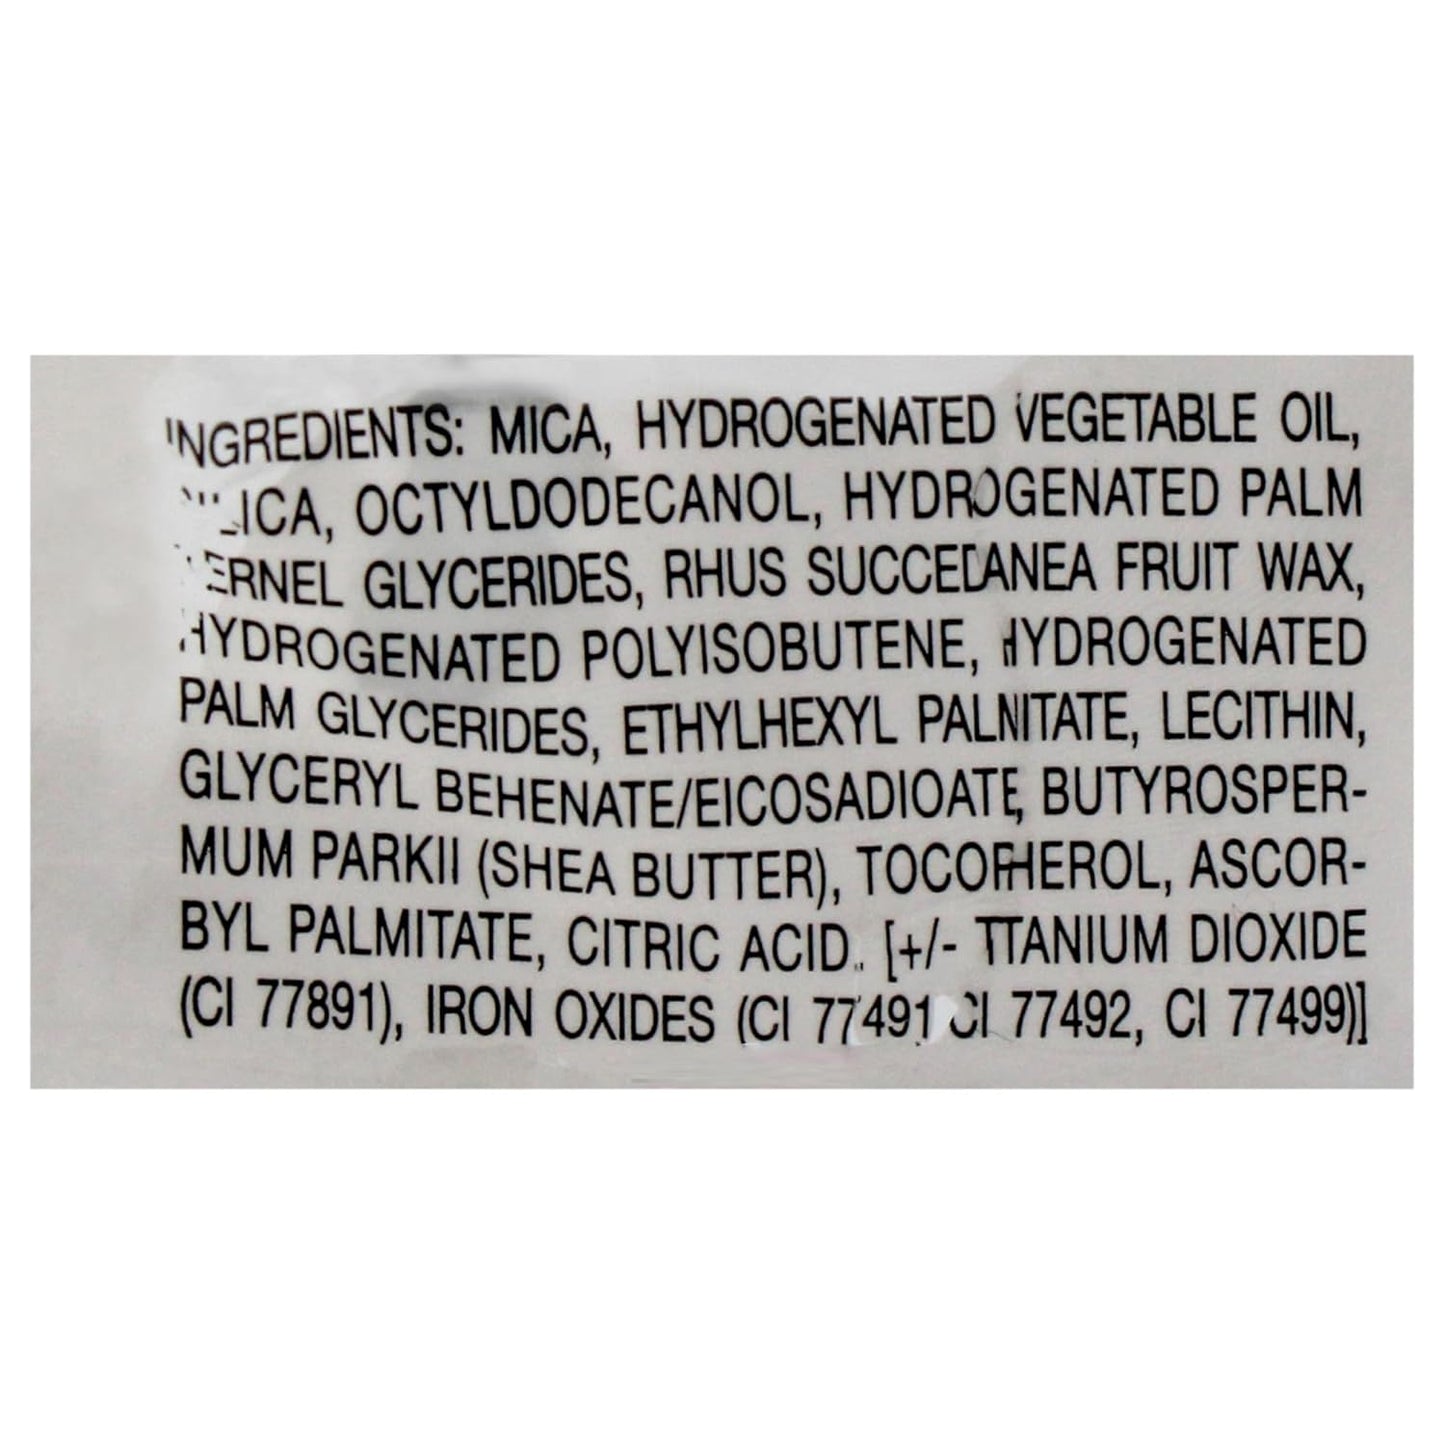 INGREDIENTS: MICA, HYDROGENATED VEGETABLE OIL,
SILICA, OCTYLDODECANOL, HYDROGENATED PALM
KERNEL GLYCERIDES, RHUS SUCCEDANEA FRUIT WAX,
HYDROGENATED POLYISOBUTENE, HYDROGENATED
PALM GLYCERIDES, ETHYLHEXYL PALMITATE, LECITHIN,
GLYCERYL BEHENATE/EICOSADIOATE, BUTYROSPER-
MUM PARKII (SHEA BUTTER), TOCOPHEROL, ASCOR-
BYL PALMITATE, CITRIC ACID. [+/- TITANIUM DIOXIDE
(CI 77891), IRON OXIDES (CI 77491, CI 77492, CI 77499)]